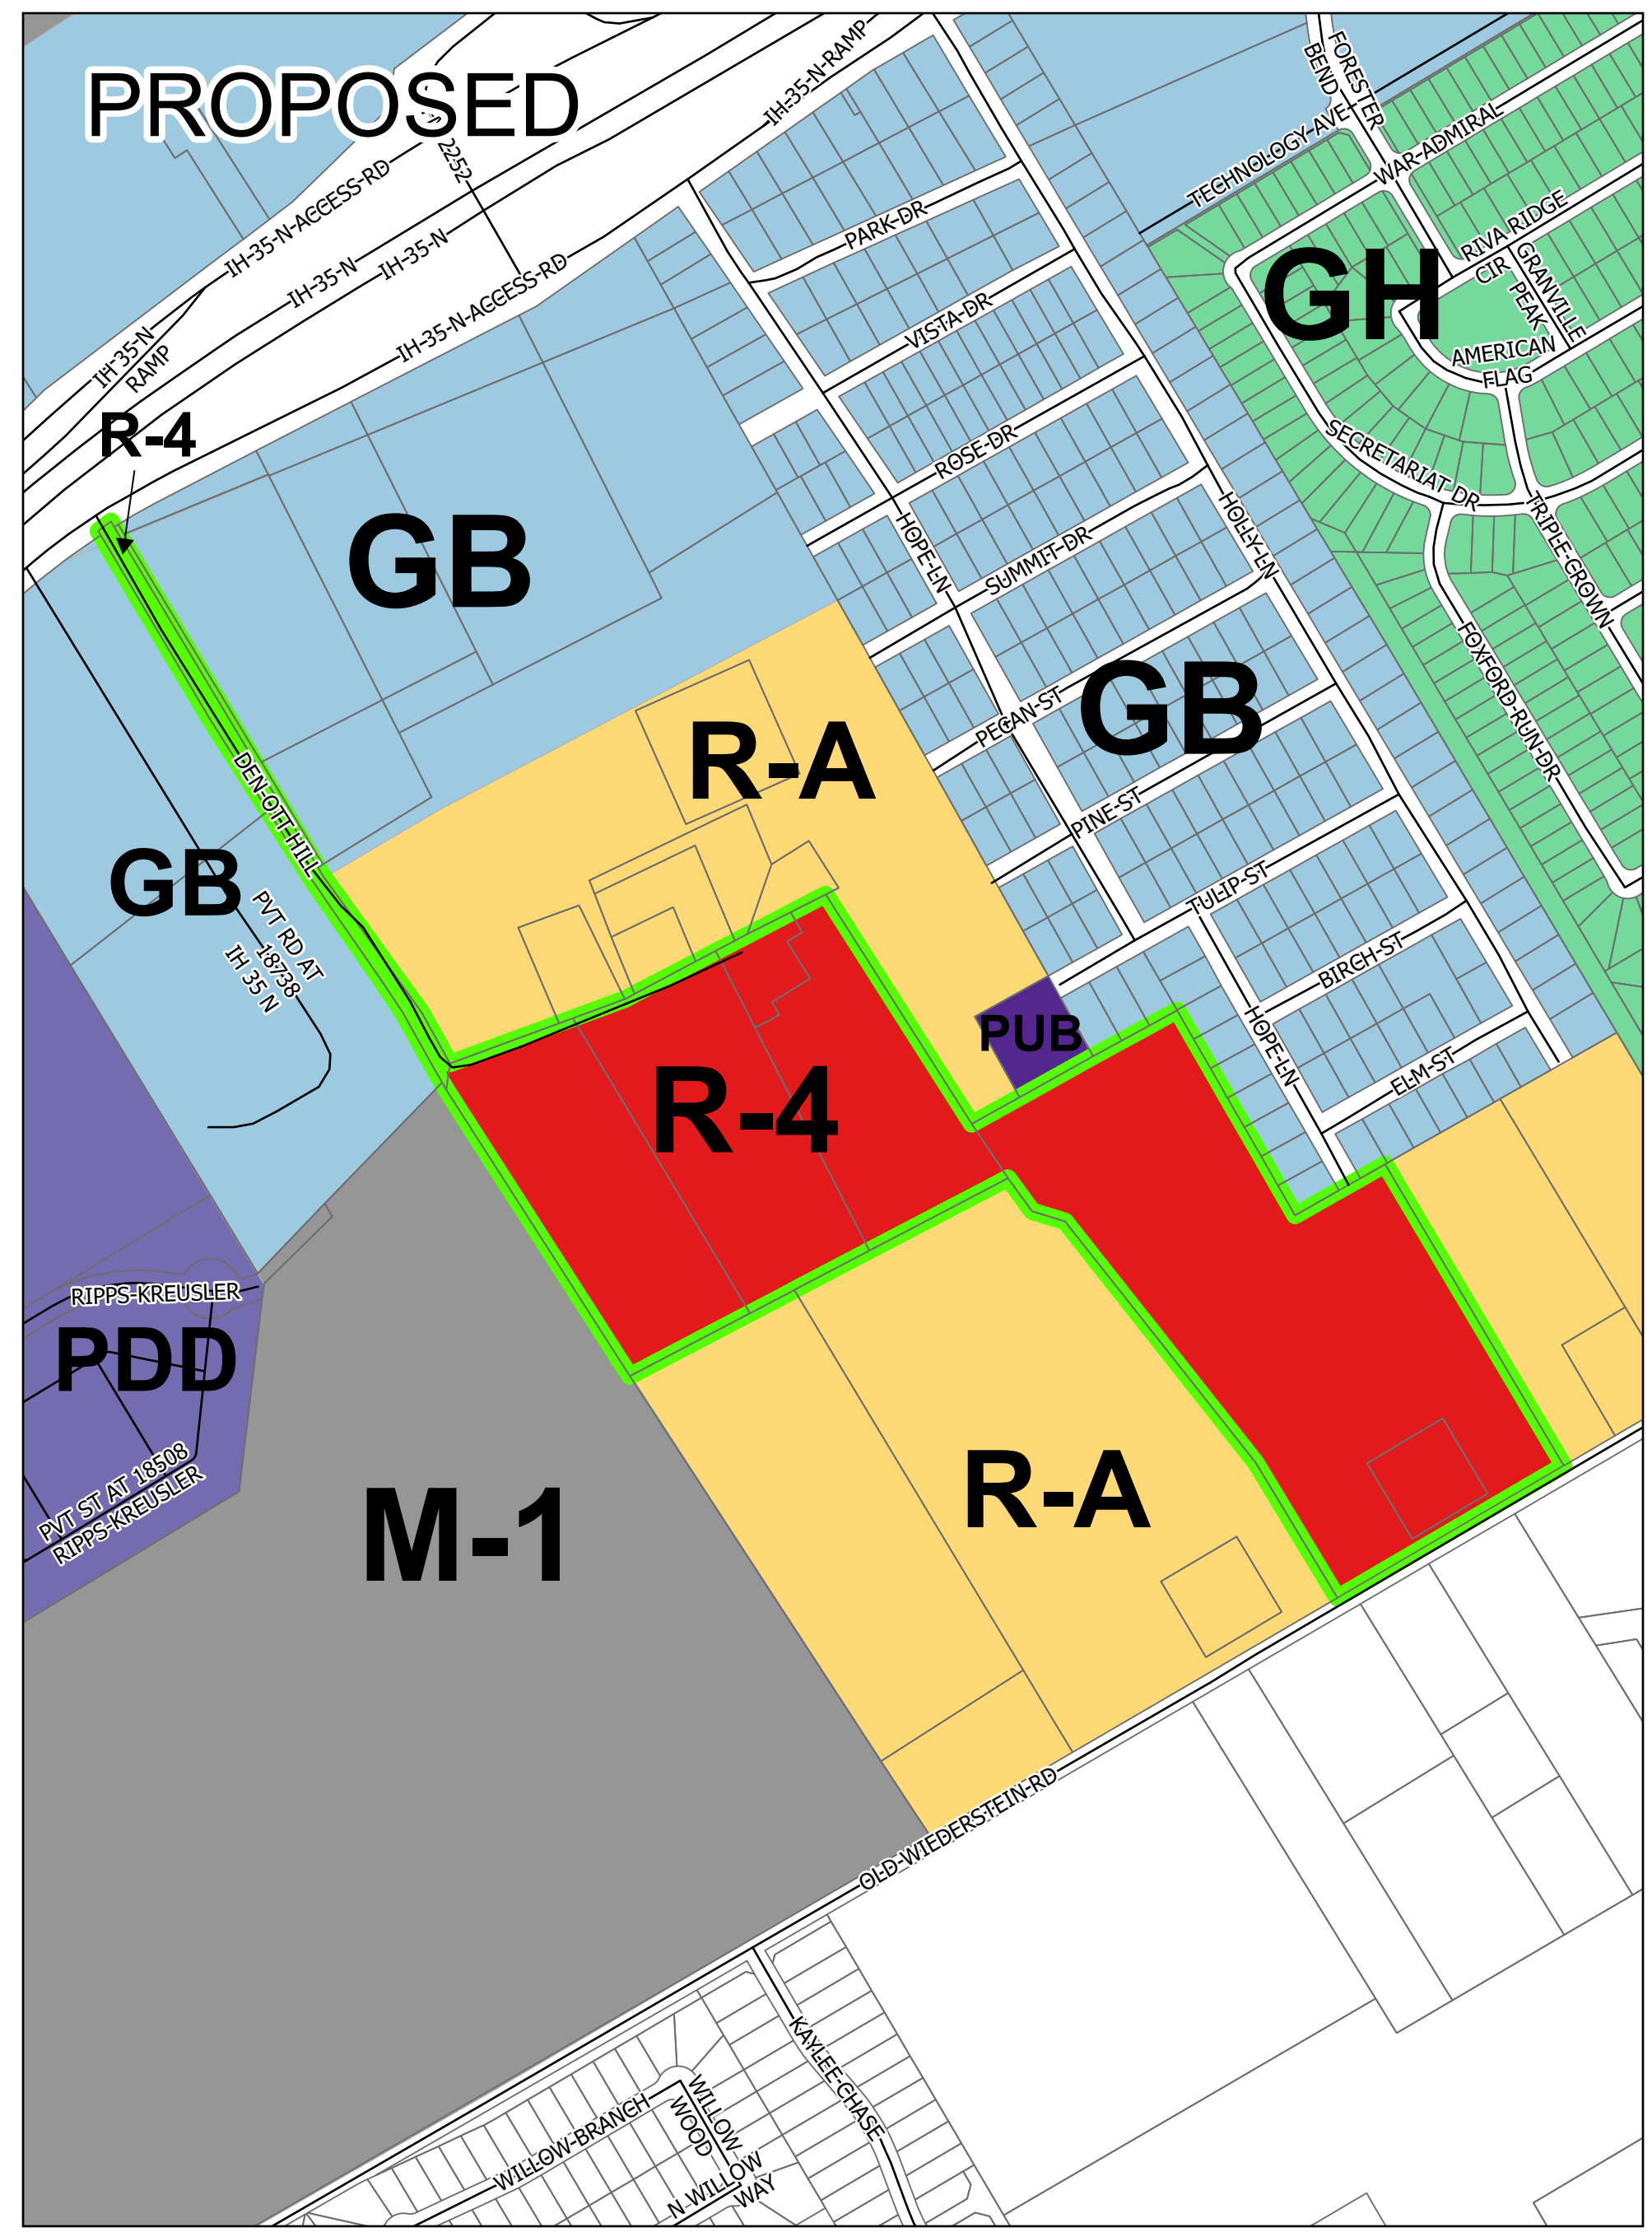 PROPOSED
IH-35-N-RAMP
FORESTER
BEND
WAR-ADMIRAL
TECHNOLOGY AVE
2252
IH-35-N-ACCESS-RD
IH-35-N
IH-35-N
IH-35-N-ACCESS-RD
IH 35-N
RAMP
PARK-DR
VISTA-DR
ROSE-DR
GH
RIVA RIDGE
CIR
GRANVILLE
PEAK
AMERICAN
FLAG
SECRETARIAT DR
R-4
GB
HOPE-LN
SUMMIT-DR
HOLLY-LN
TRIPLE-CROWN
FOXFORD-RUN-DR
R-A
PECAN-ST
GB
PINE-ST
DEN-OTT-HILL
GB
PVT RD AT
18738
IH 35 N
TULIP-ST
BIRCH-ST
PUB
HOPE-LN
ELM-ST
R-4
RIPPS-KREUSLER
PDD
PVT ST AT 18508
RIPPS-KREUSLER
M-1
R-A
OLD-WIEDERSTEIN-RD
KAYLEE-CHASE
WILLOW-BRANCH
WILLOW
WOOD
N WILLOW
WAY